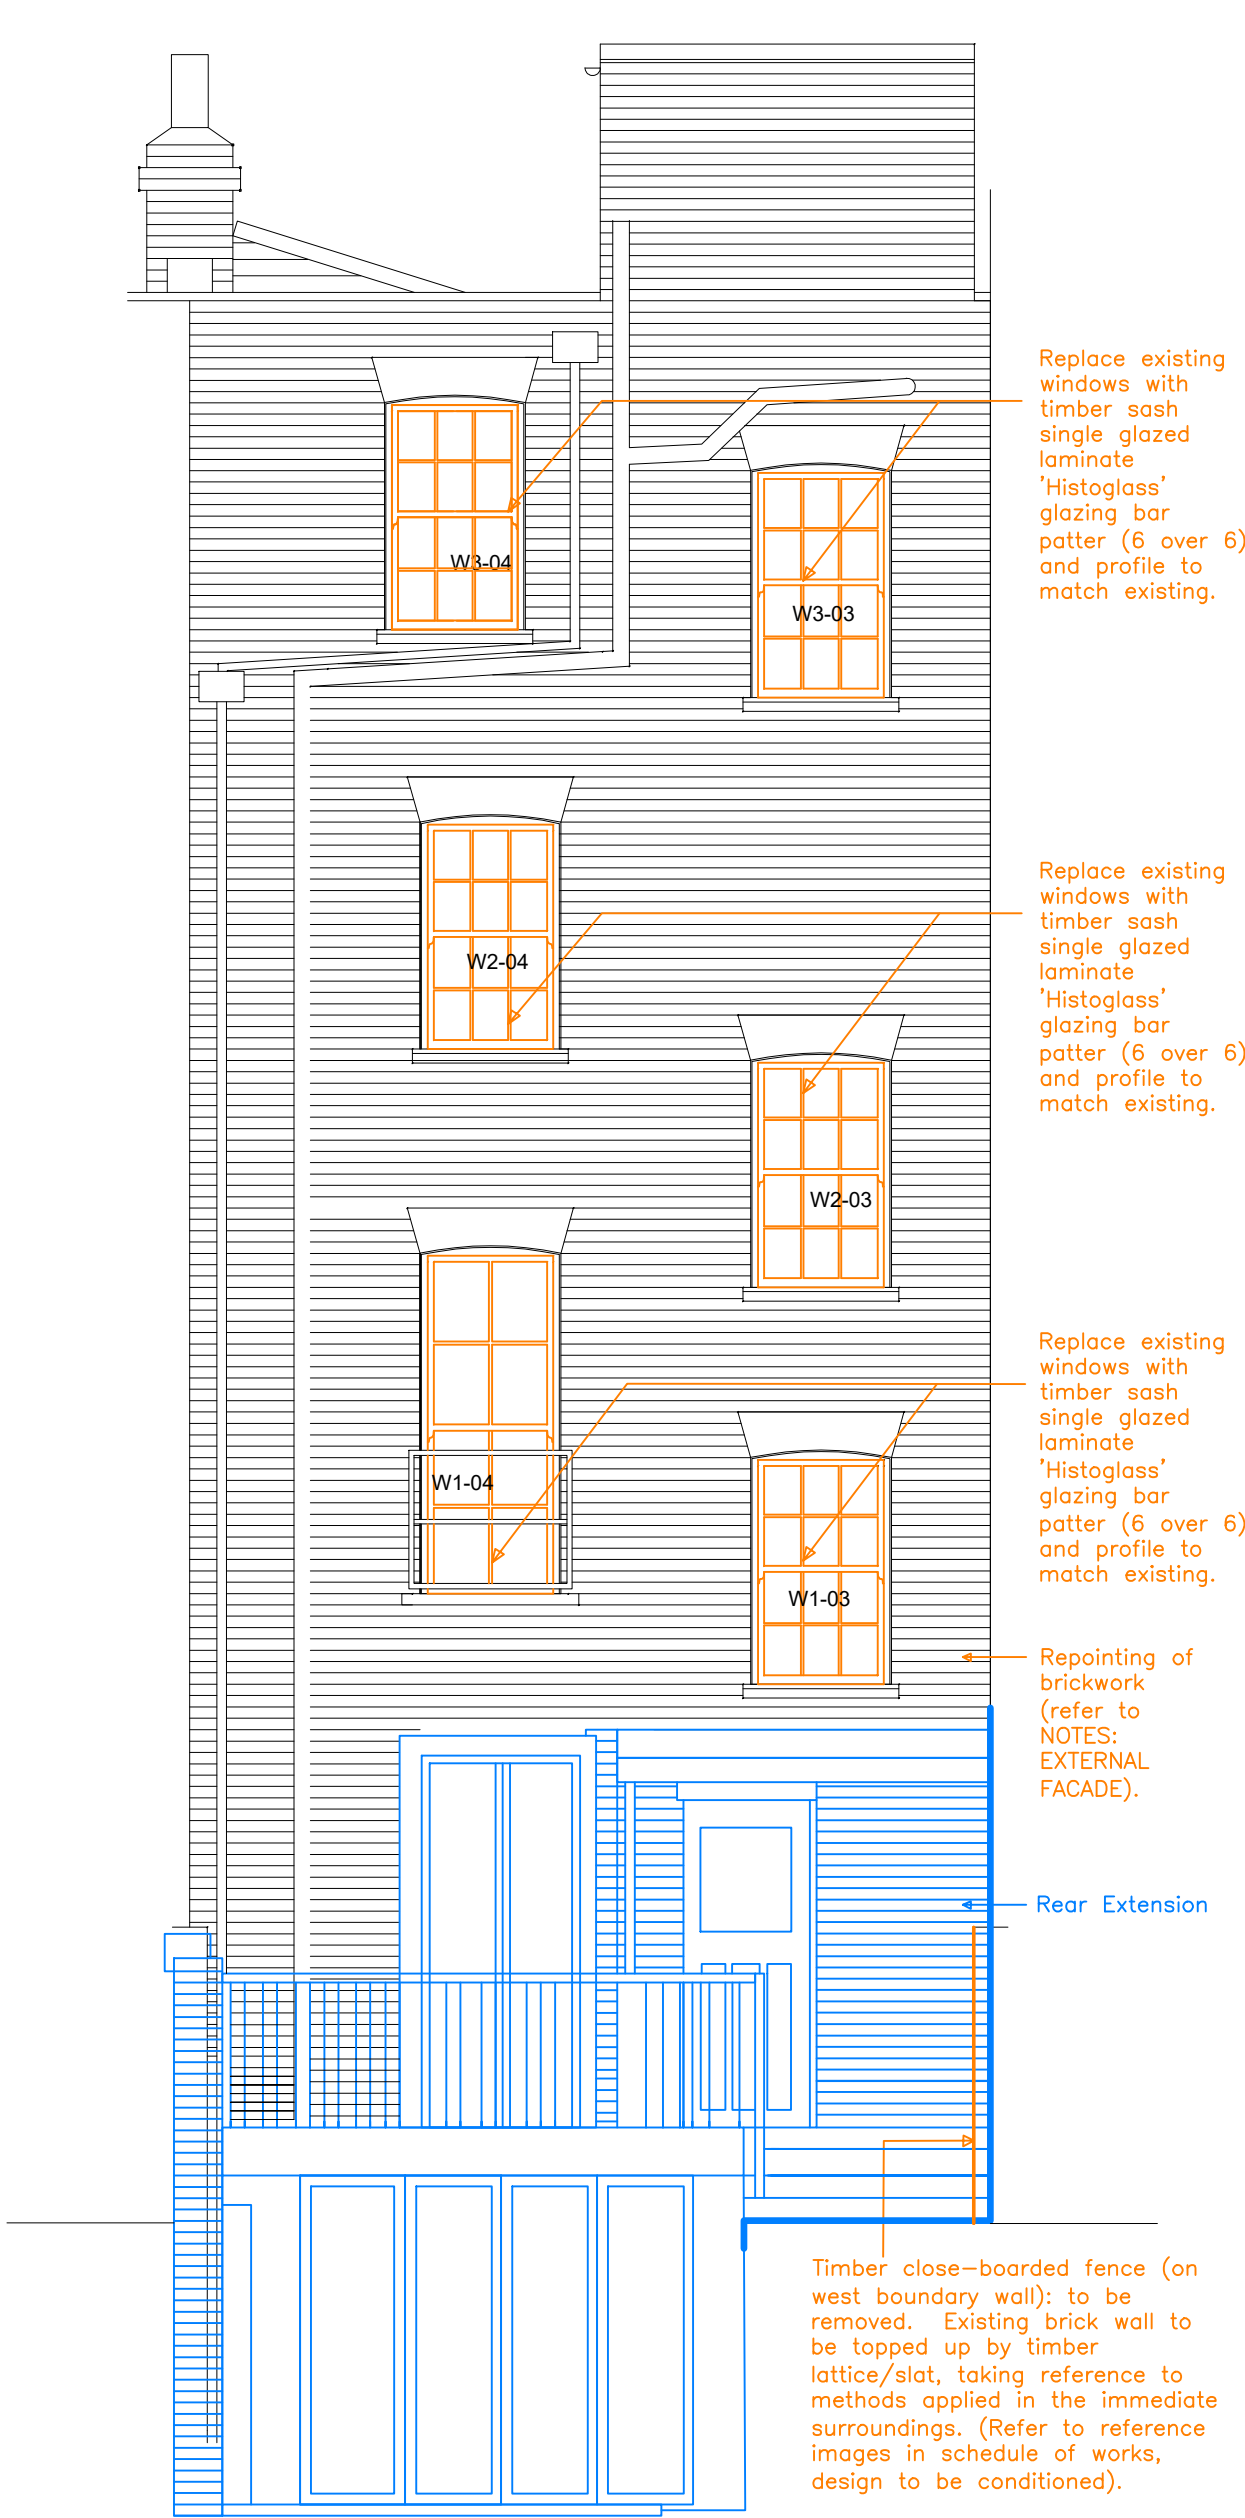 Replace existing
windows with
timber sash
single glazed
laminate
'Histoglass'
glazing bar
patter (6 over 6)
and profile to
match existing.
W3-04
W3-03
Replace existing
windows with
timber sash
single glazed
laminate
'Histoglass'
glazing bar
patter (6 over 6)
and profile to
match existing.
W2-04
W2-03
Replace existing
windows with
timber sash
single glazed
laminate
'Histoglass'
glazing bar
patter (6 over 6)
and profile to
match existing.
W1-04
W1-03
Repointing of
brickwork
(refer to
NOTES:
EXTERNAL
FACADE).
Rear Extension
Timber close-boarded fence (on
west boundary wall): to be
removed. Existing brick wall to
be topped up by timber
lattice/slat, taking reference to
methods applied in the immediate
surroundings. (Refer to reference
images in schedule of works,
design to be conditioned).